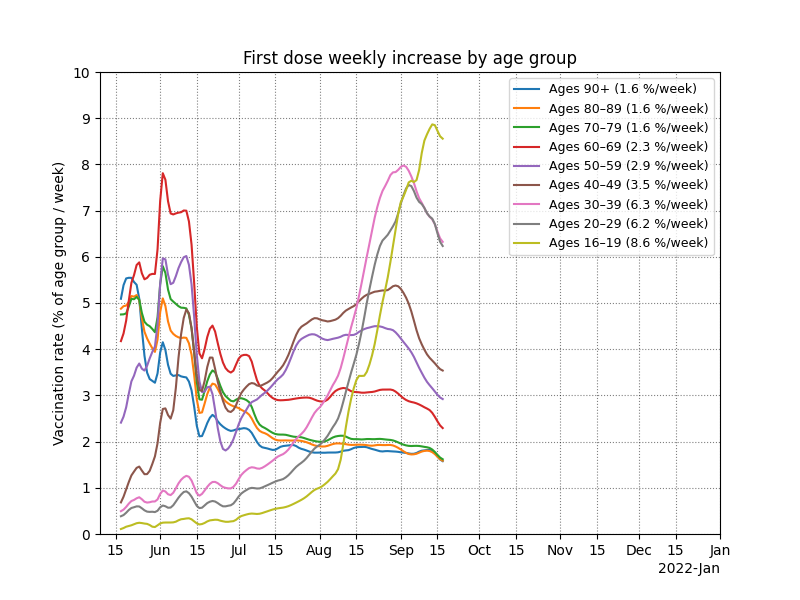 First dose weekly increase by age group
Vaccination rate (% of age group / week)
10
9
8
7
6
5
4
3
2
1
0
Ages 90+ (1.6 %/week)
Ages 80–89 (1.6 %/week)
Ages 70–79 (1.6 %/week)
Ages 60–69 (2.3 %/week)
Ages 50–59 (2.9 %/week)
Ages 40–49 (3.5 %/week)
Ages 30–39 (6.3 %/week)
Ages 20–29 (6.2 %/week)
Ages 16–19 (8.6 %/week)
15 Jun 15 Jul 15 Aug 15 Sep 15 Oct 15 Nov 15 Dec 15 Jan
2022-Jan